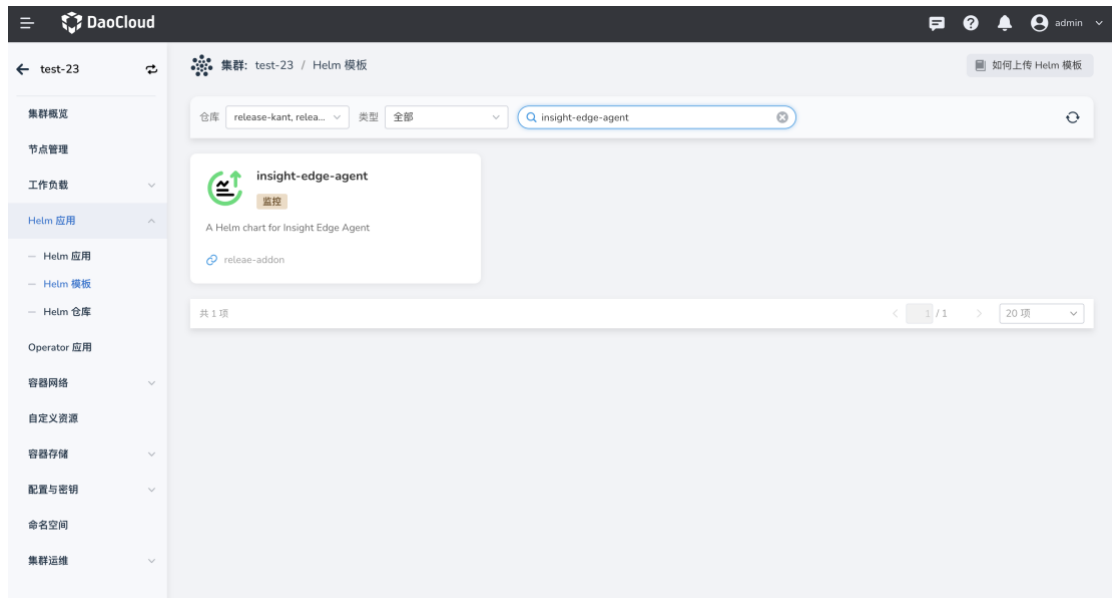 DaoCloud
admin
test-23
集群: test-23 / Helm 模板
如何上传 Helm 模板
集群概览
节点管理
工作负载
Helm 应用
Helm 应用
Helm 模板
Helm 仓库
Operator 应用
容器网络
自定义资源
容器存储
配置与密钥
命名空间
集群运维
仓库 release-kant, relea... 类型 全部 insight-edge-agent
insight-edge-agent
监控
A Helm chart for Insight Edge Agent
releae-addon
共 1 项
1 / 1
20 项